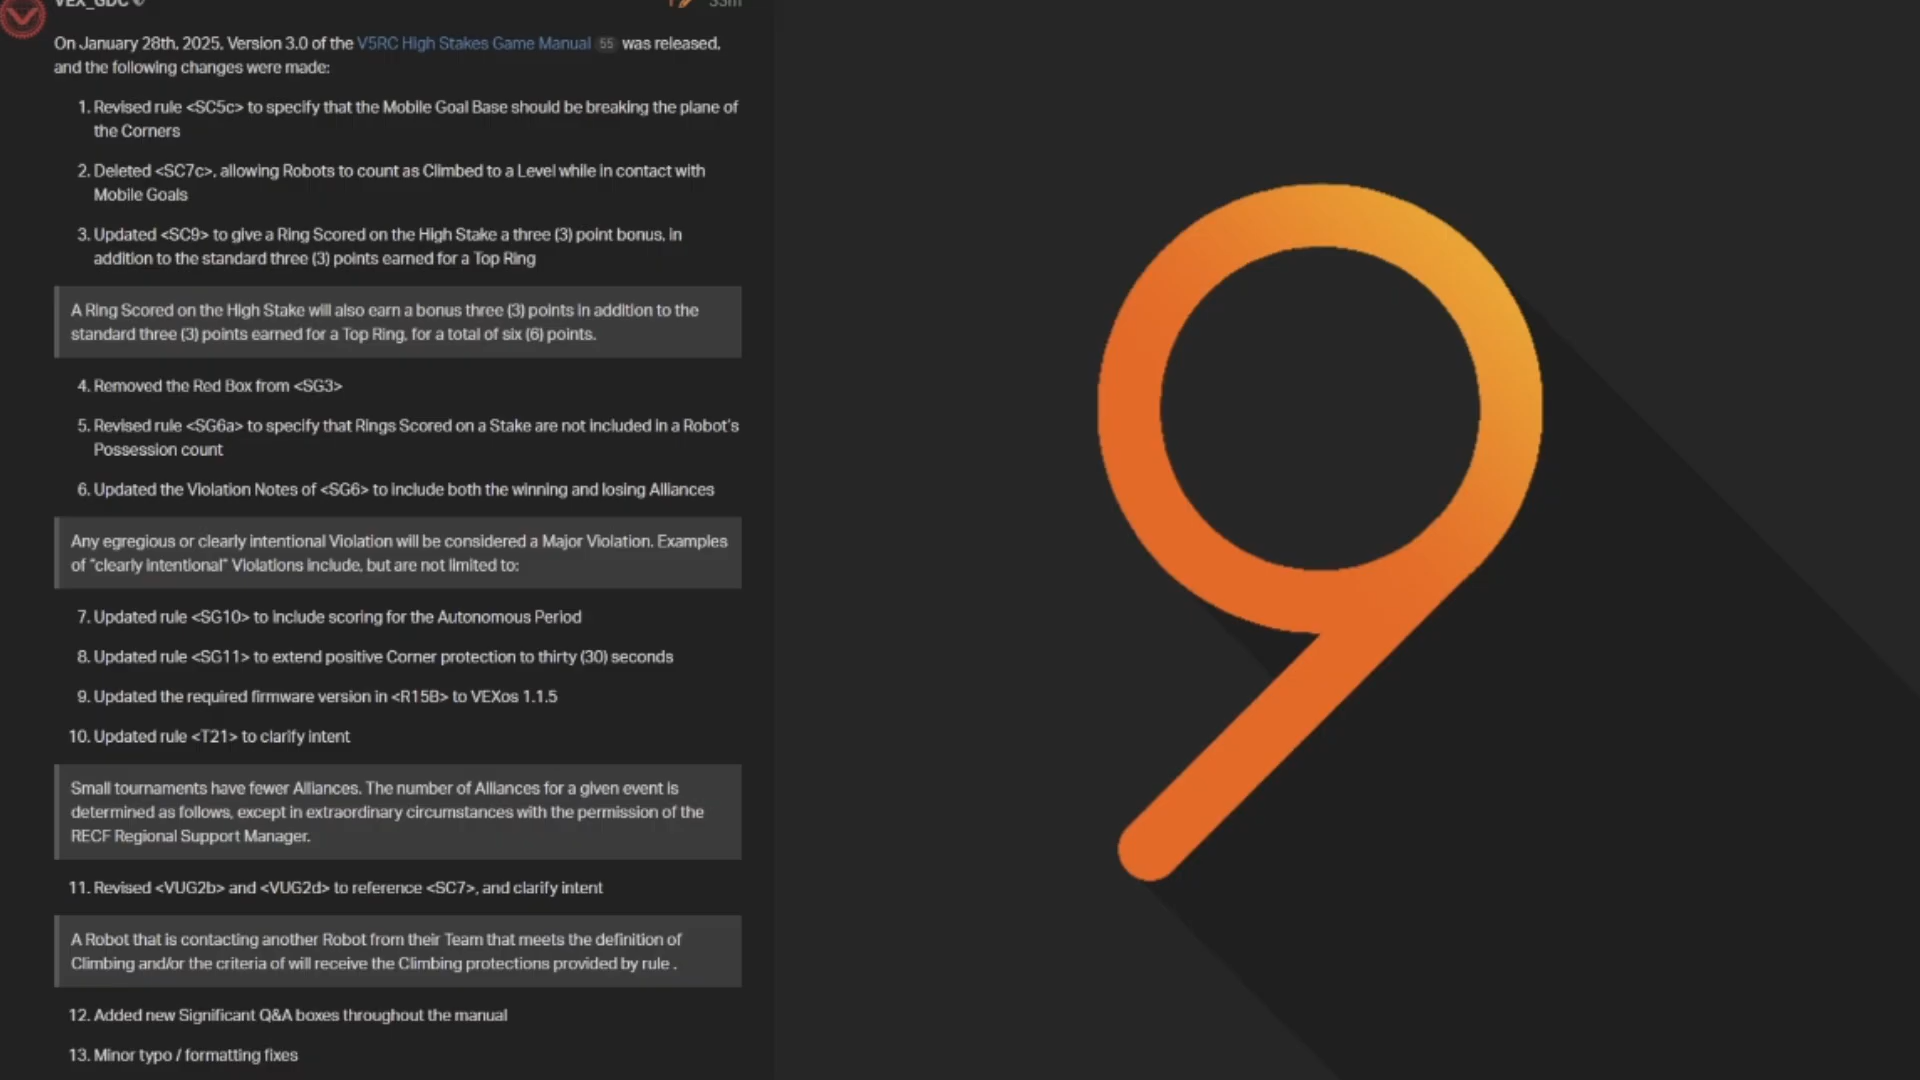 VEX_GDC
33m
On January 28th, 2025, Version 3.0 of the V5RC High Stakes Game Manual 55 was released,
and the following changes were made:
1. Revised rule <SC5c> to specify that the Mobile Goal Base should be breaking the plane of
the Corners
2. Deleted <SC7c>, allowing Robots to count as Climbed to a Level while in contact with
Mobile Goals
3. Updated <SC9> to give a Ring Scored on the High Stake a three (3) point bonus, in
addition to the standard three (3) points earned for a Top Ring
A Ring Scored on the High Stake will also earn a bonus three (3) points in addition to the
standard three (3) points earned for a Top Ring, for a total of six (6) points.
4. Removed the Red Box from <SG3>
5. Revised rule <SG6a> to specify that Rings Scored on a Stake are not included in a Robot's
Possession count
6. Updated the Violation Notes of <SG6> to include both the winning and losing Alliances
Any egregious or clearly intentional Violation will be considered a Major Violation. Examples
of "clearly intentional" Violations include, but are not limited to:
7. Updated rule <SG10> to include scoring for the Autonomous Period
8. Updated rule <SG11> to extend positive Corner protection to thirty (30) seconds
9. Updated the required firmware version in <R15B> to VEXos 1.1.5
10. Updated rule <T21> to clarify intent
Small tournaments have fewer Alliances. The number of Alliances for a given event is
determined as follows, except in extraordinary circumstances with the permission of the
RECF Regional Support Manager.
11. Revised <VUG2b> and <VUG2d> to reference <SC7>, and clarify intent
A Robot that is contacting another Robot from their Team that meets the definition of
Climbing and/or the criteria of will receive the Climbing protections provided by rule .
12. Added new Significant Q&A boxes throughout the manual
13. Minor typo / formatting fixes
9